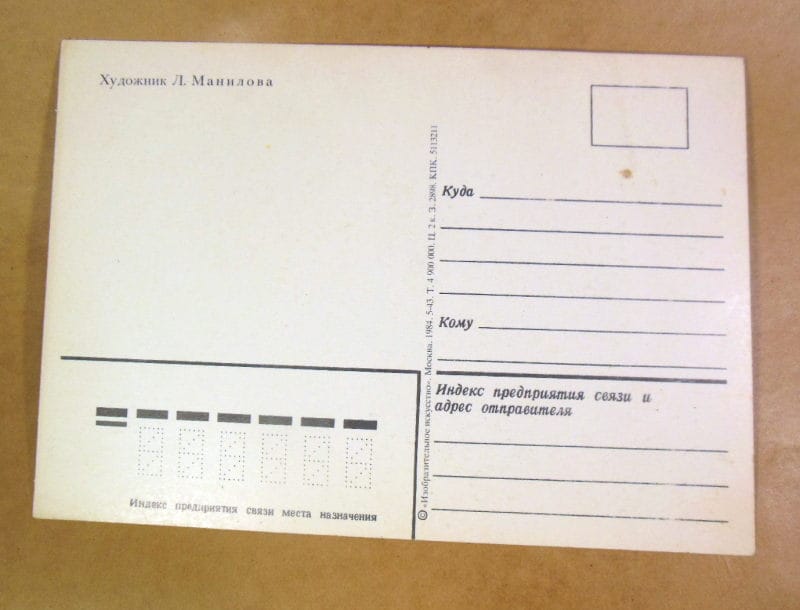 Художник Л. Манилова
© «Изобразительное искусство». Москва. 1984. 5-43. Т. 4 900 000. Ц. 2 к. З. 2898. КПК. 5113211
Куда
Кому
Индекс предприятия связи и
адрес отправителя
Индекс предприятия связи места назначения